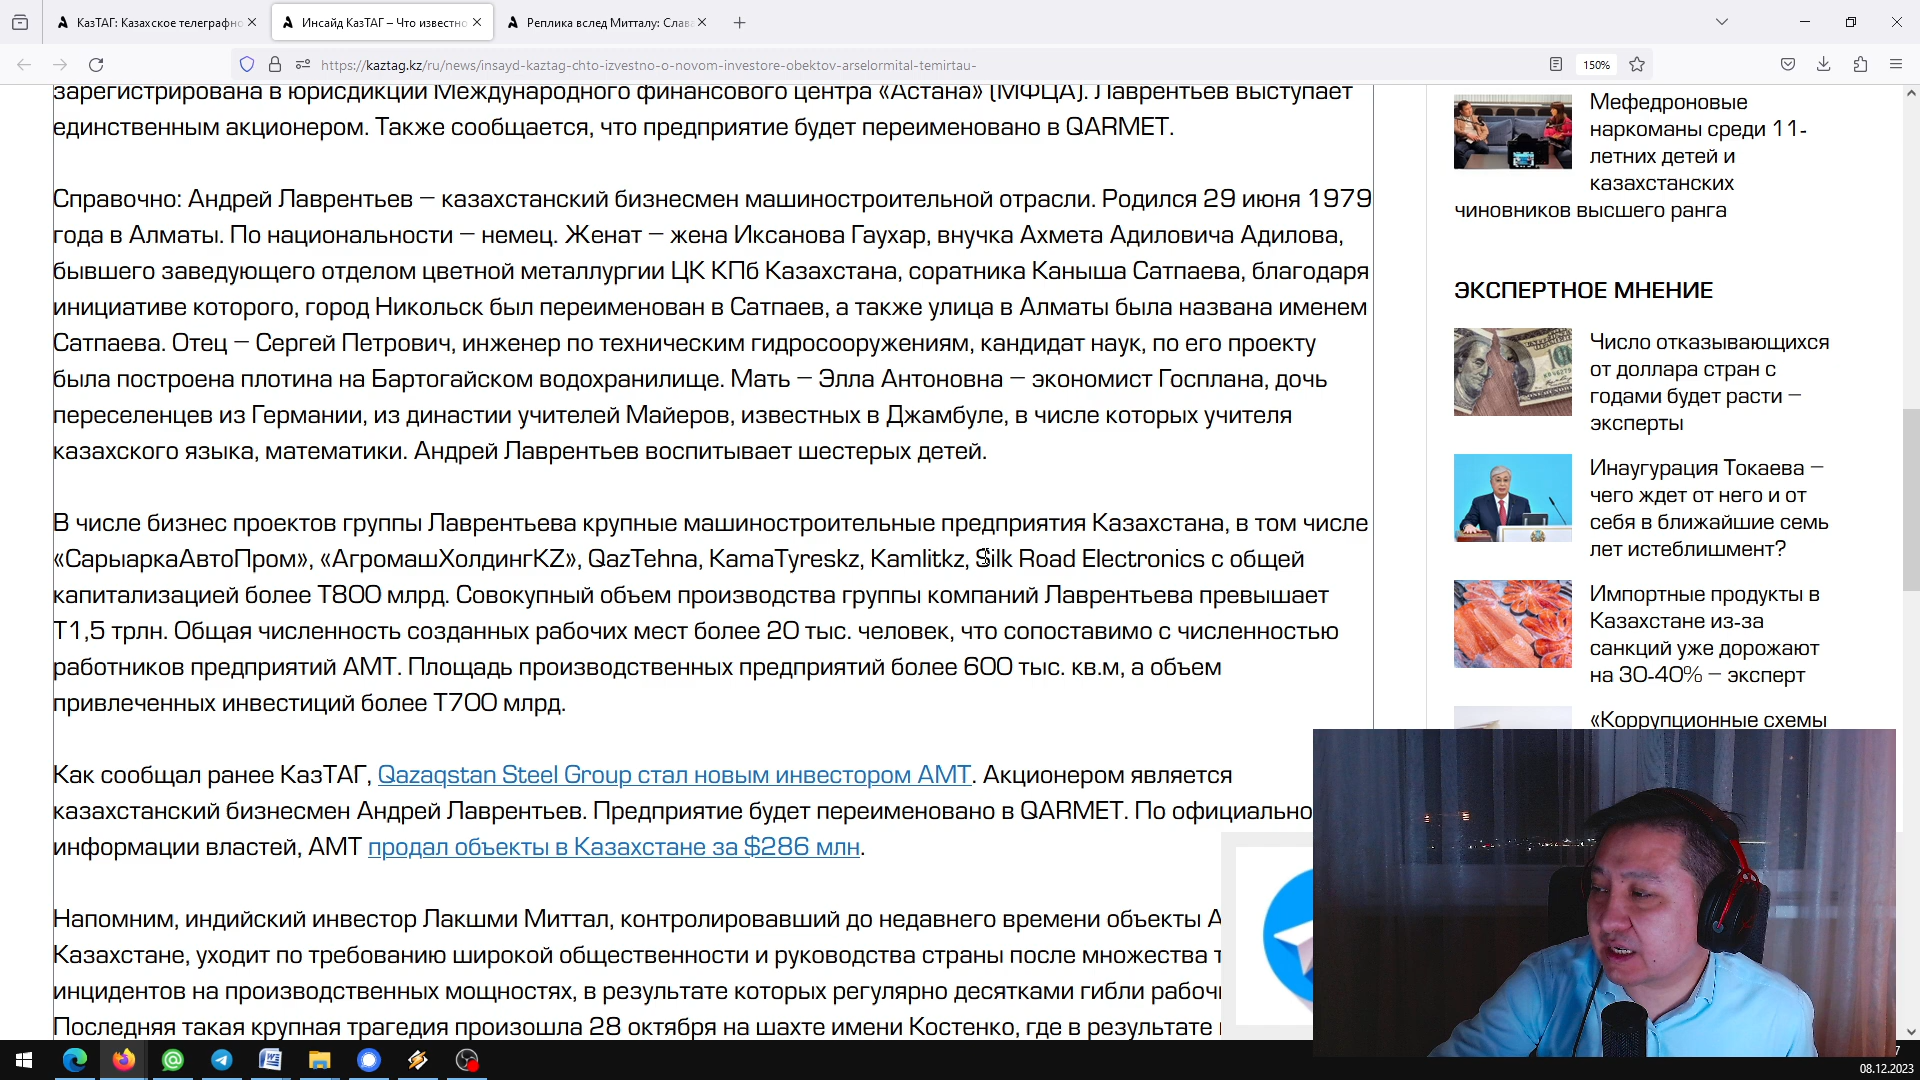 КазТАГ: Казахское телеграфно
Инсайд КазТАГ – Что известно
Реплика вслед Митталу: Слава
https://kaztag.kz/ru/news/insayd-kaztag-chto-izvestno-o-novom-investore-obektov-arselormital-temirtau-
150%
зарегистрирована в юрисдикции Международного финансового центра «Астана» (МФЦА). Лаврентьев выступает
единственным акционером. Также сообщается, что предприятие будет переименовано в QARMET.
Справочно: Андрей Лаврентьев – казахстанский бизнесмен машиностроительной отрасли. Родился 29 июня 1979
года в Алматы. По национальности – немец. Женат – жена Иксанова Гаухар, внучка Ахмета Адиловича Адилова,
бывшего заведующего отделом цветной металлургии ЦК КПб Казахстана, соратника Каныша Сатпаева, благодаря
инициативе которого, город Никольск был переименован в Сатпаев, а также улица в Алматы была названа именем
Сатпаева. Отец – Сергей Петрович, инженер по техническим гидросооружениям, кандидат наук, по его проекту
была построена плотина на Бартогайском водохранилище. Мать – Элла Антоновна – экономист Госплана, дочь
переселенцев из Германии, из династии учителей Майеров, известных в Джамбуле, в числе которых учителя
казахского языка, математики. Андрей Лаврентьев воспитывает шестерых детей.
В числе бизнес проектов группы Лаврентьева крупные машиностроительные предприятия Казахстана, в том числе
«СарыаркаАвтоПром», «АгромашХолдингKZ», QazTehna, KamaTyreskz, Kamlitkz, Silk Road Electronics с общей
капитализацией более Т800 млрд. Совокупный объем производства группы компаний Лаврентьева превышает
Т1,5 трлн. Общая численность созданных рабочих мест более 20 тыс. человек, что сопоставимо с численностью
работников предприятий АМТ. Площадь производственных предприятий более 600 тыс. кв.м, а объем
привлеченных инвестиций более Т700 млрд.
Как сообщал ранее КазТАГ, Qazaqstan Steel Group стал новым инвестором АМТ. Акционером является
казахстанский бизнесмен Андрей Лаврентьев. Предприятие будет переименовано в QARMET. По официально
информации властей, АМТ продал объекты в Казахстане за $286 млн.
Напомним, индийский инвестор Лакшми Миттал, контролировавший до недавнего времени объекты А
Казахстане, уходит по требованию широкой общественности и руководства страны после множества т
инцидентов на производственных мощностях, в результате которых регулярно десятками гибли рабочи
Последняя такая крупная трагедия произошла 28 октября на шахте имени Костенко, где в результате
Мефедроновые
наркоманы среди 11-
летних детей и
казахстанских
чиновников высшего ранга
ЭКСПЕРТНОЕ МНЕНИЕ
Число отказывающихся
от доллара стран с
годами будет расти –
эксперты
Инаугурация Токаева –
чего ждет от него и от
себя в ближайшие семь
лет истеблишмент?
Импортные продукты в
Казахстане из-за
санкций уже дорожают
на 30-40% – эксперт
«Коррупционные схемы
7
08.12.2023